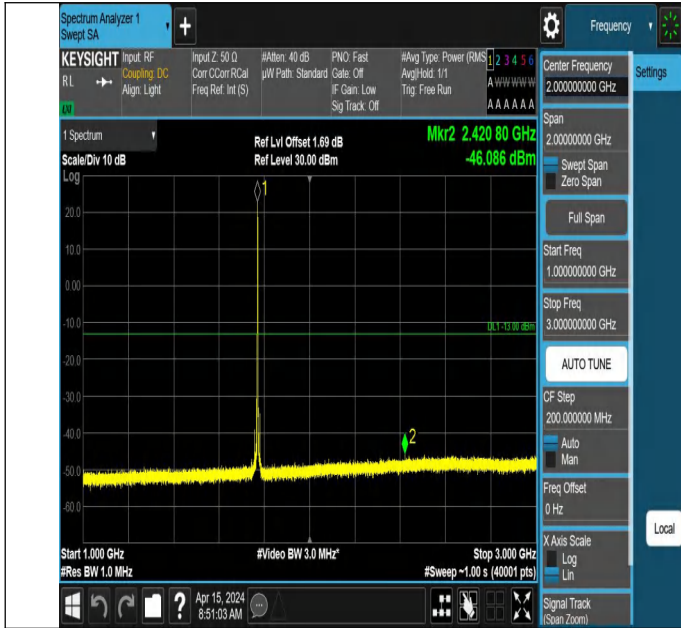 Spectrum Analyzer 1
Swept SA
KEYSIGHT
RL
LXI
Input: RF
Coupling: DC
Align: Light
Input Z: 50 Ω
Corr CCorr RCal
Freq Ref: Int (S)
#Atten: 40 dB
µW Path: Standard
PNO: Fast
Gate: Off
IF Gain: Low
Sig Track: Off
#Avg Type: Power (RMS
Avg|Hold: 1/1
Trig: Free Run
1 2 3 4 5 6
A W W W W W
A A A A A A
1 Spectrum
Scale/Div 10 dB
Ref Lvl Offset 1.69 dB
Ref Level 30.00 dBm
Mkr2 2.420 80 GHz
-46.086 dBm
Log
1
20.0
10.0
0.00
-10.0
DL1 -13.00 dBm
-20.0
-30.0
-40.0
2
-50.0
-60.0
Start 1.000 GHz
#Video BW 3.0 MHz*
Stop 3.000 GHz
#Res BW 1.0 MHz
#Sweep ~1.00 s (40001 pts)
?
Apr 15, 2024
8:51:03 AM
Frequency
Settings
Center Frequency
2.000000000 GHz
Span
2.00000000 GHz
Swept Span
Zero Span
Full Span
Start Freq
1.000000000 GHz
Stop Freq
3.000000000 GHz
AUTO TUNE
CF Step
200.000000 MHz
Auto
Man
Freq Offset
0 Hz
X Axis Scale
Log
Lin
Signal Track
(Span Zoom)
Local